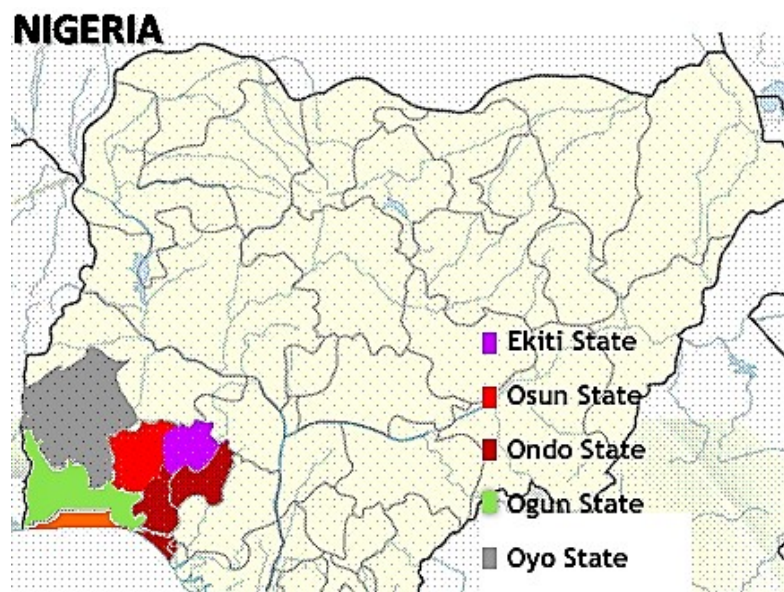 NIGERIA
Ekiti State
Osun State
Ondo State
Ogun State
Oyo State